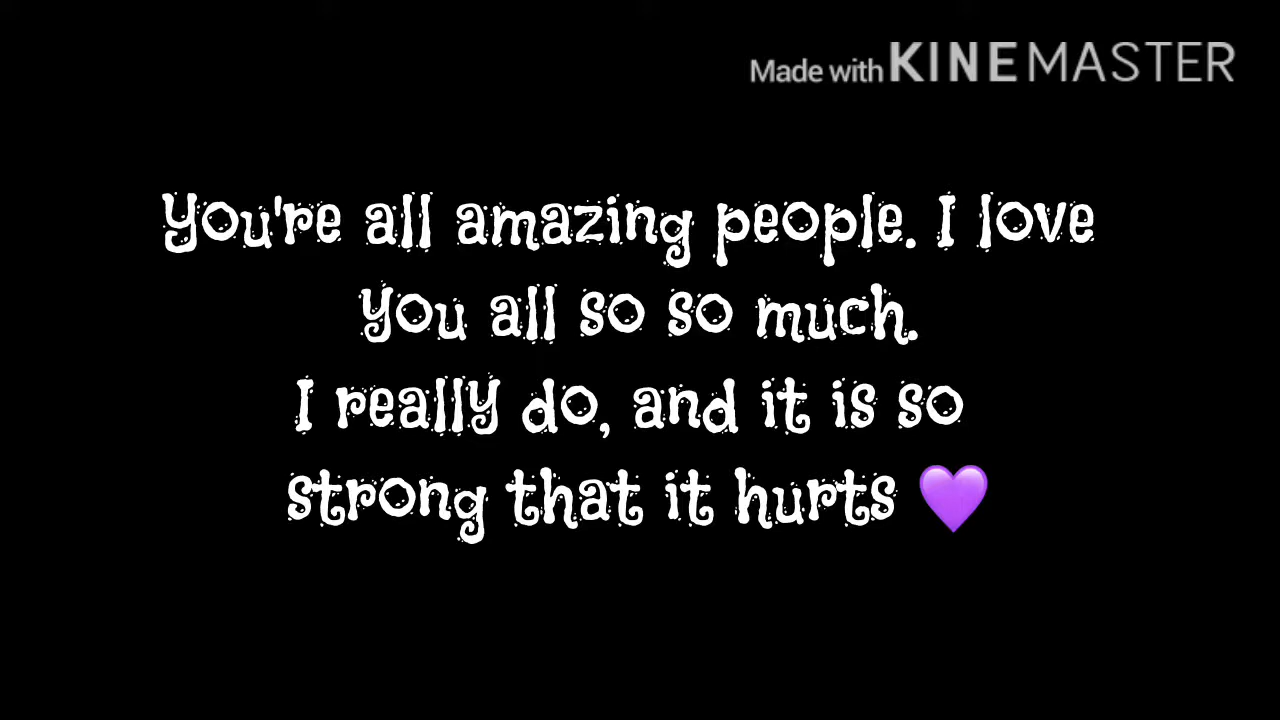 Made with KINEMASTER
You're all amazing people. I love
you all so so much.
I really do, and it is so
strong that it hurts 💜